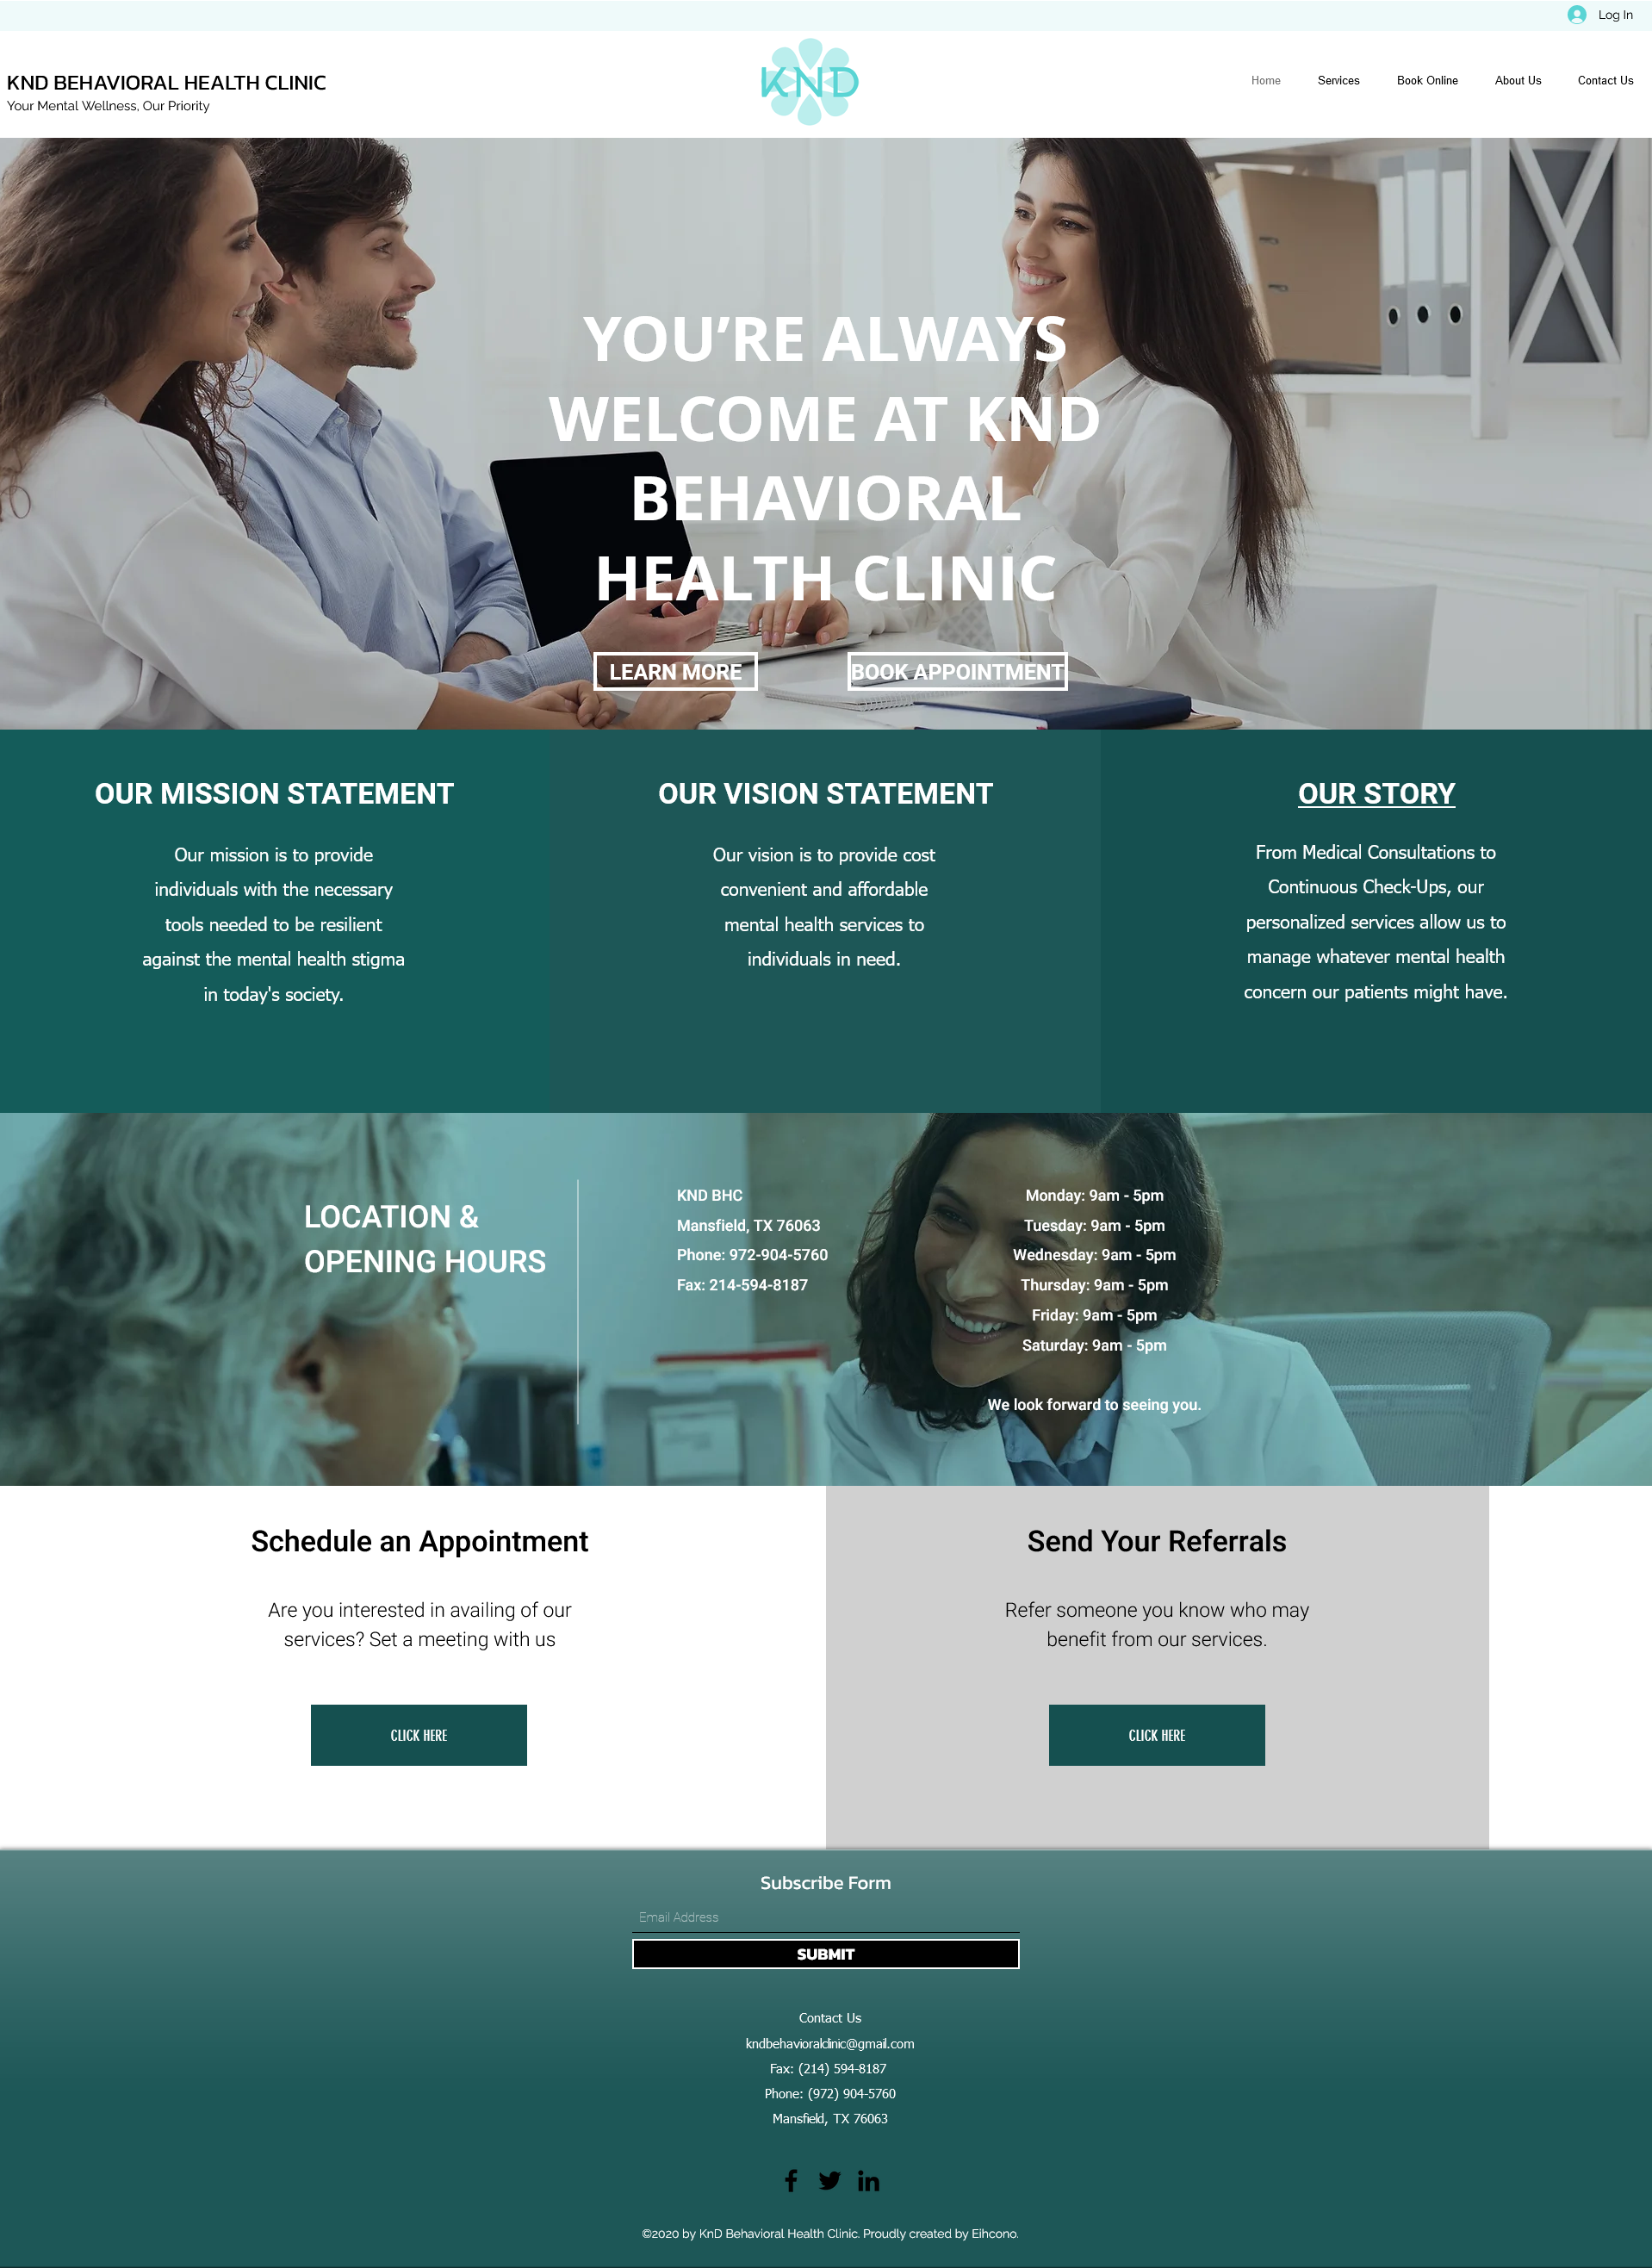 Log In
KND BEHAVIORAL HEALTH CLINIC
Your Mental Wellness, Our Priority
KND
Home
Services
Book Online
About Us
Contact Us
YOU’RE ALWAYS
WELCOME AT KND
BEHAVIORAL
HEALTH CLINIC
LEARN MORE
BOOK APPOINTMENT
OUR MISSION STATEMENT
Our mission is to provide
individuals with the necessary
tools needed to be resilient
against the mental health stigma
in today's society.
OUR VISION STATEMENT
Our vision is to provide cost
convenient and affordable
mental health services to
individuals in need.
OUR STORY
From Medical Consultations to
Continuous Check-Ups, our
personalized services allow us to
manage whatever mental health
concern our patients might have.
LOCATION &
OPENING HOURS
KND BHC
Mansfield, TX 76063
Phone: 972-904-5760
Fax: 214-594-8187
Monday: 9am - 5pm
Tuesday: 9am - 5pm
Wednesday: 9am - 5pm
Thursday: 9am - 5pm
Friday: 9am - 5pm
Saturday: 9am - 5pm
We look forward to seeing you.
Schedule an Appointment
Are you interested in availing of our
services? Set a meeting with us
CLICK HERE
Send Your Referrals
Refer someone you know who may
benefit from our services.
CLICK HERE
Subscribe Form
Email Address
SUBMIT
Contact Us
kndbehavioralclinic@gmail.com
Fax: (214) 594-8187
Phone: (972) 904-5760
Mansfield, TX 76063
©2020 by KnD Behavioral Health Clinic. Proudly created by Eihcono.